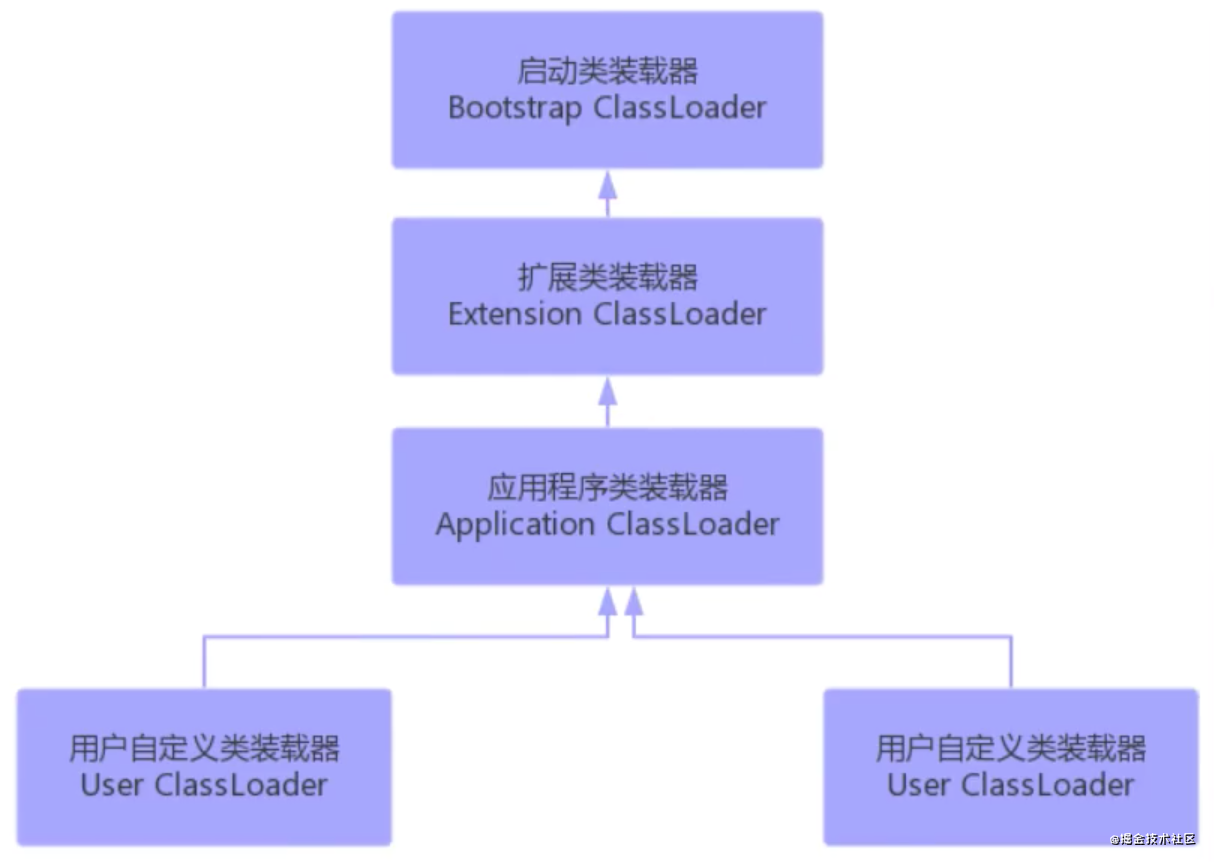 启动类装载器
Bootstrap ClassLoader
扩展类装载器
Extension ClassLoader
应用程序类装载器
Application ClassLoader
用户自定义类装载器
User ClassLoader
用户自定义类装载器
User ClassLoader
@掘金技术社区